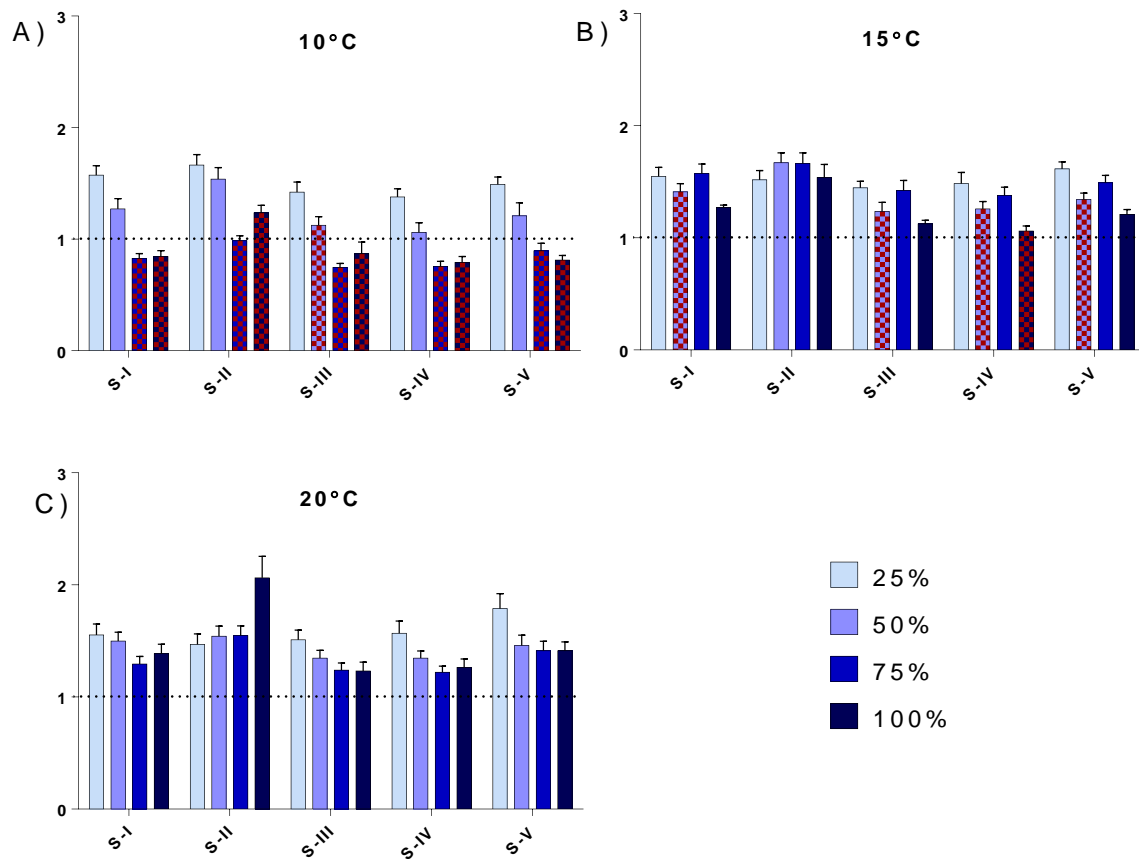 A)
10°C
3
2
1
0
S-I
S-II
S-III
S-IV
S-V
B)
15°C
3
2
1
0
S-I
S-II
S-III
S-IV
S-V
C)
20°C
3
2
1
0
S-I
S-II
S-III
S-IV
S-V
25%
50%
75%
100%